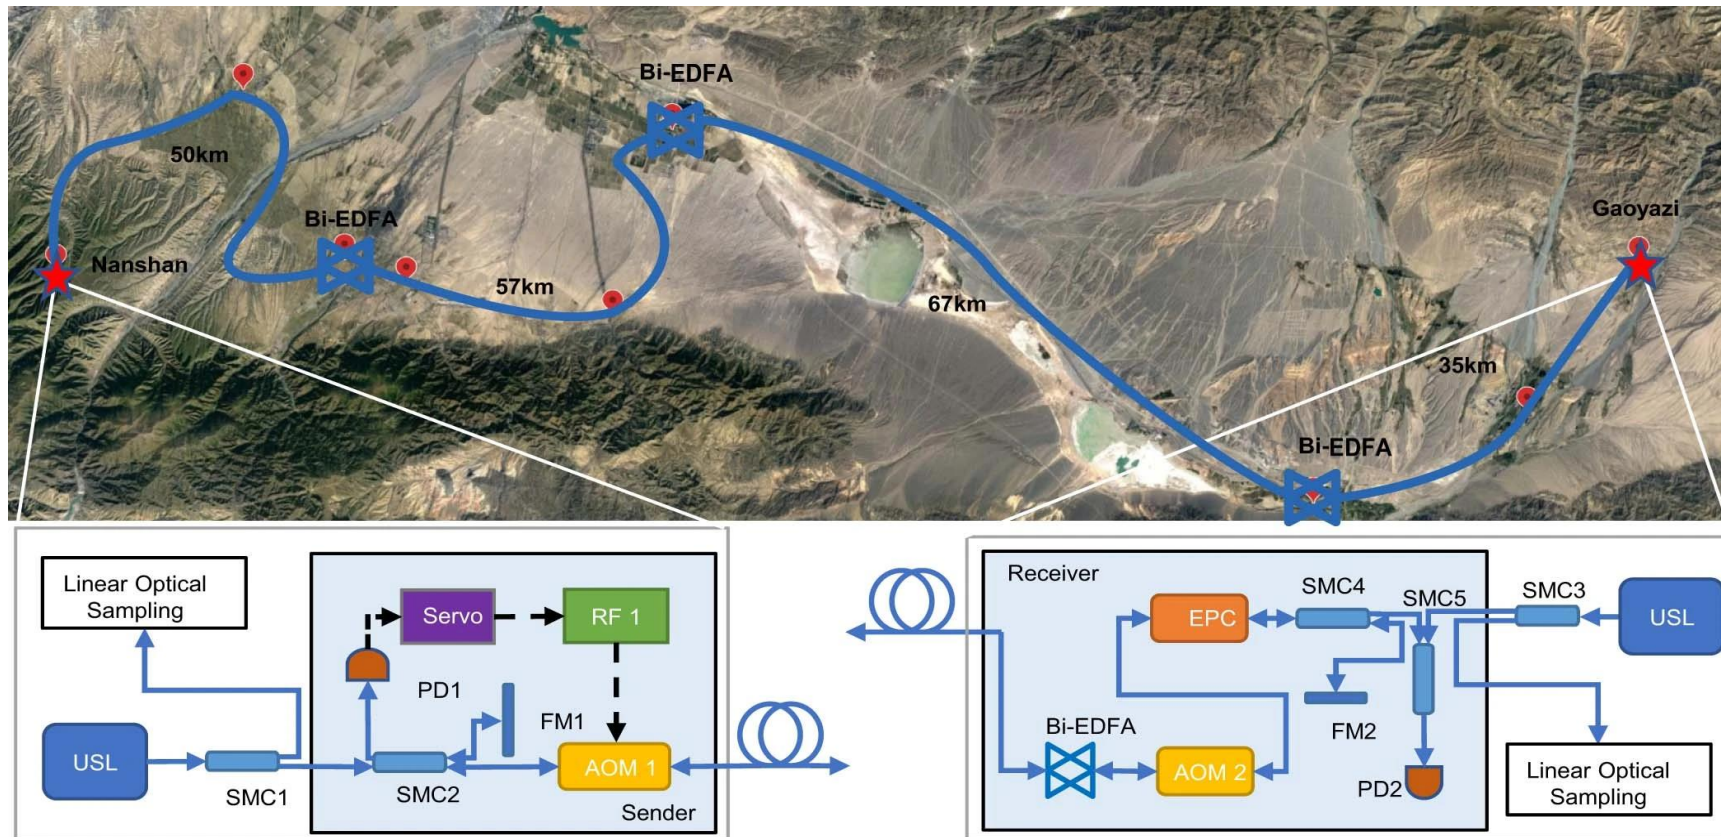 Bi-EDFA
50km
Gaoyazi
Bi-EDFA
Nanshan
57km
67km
35km
Bi-EDFA
Linear Optical
Sampling
Servo
RF 1
PD1
FM1
USL
SMC1
SMC2
AOM 1
Sender
Receiver
SMC4
SMC5
SMC3
EPC
USL
Bi-EDFA
FM2
AOM 2
PD2
Linear Optical
Sampling